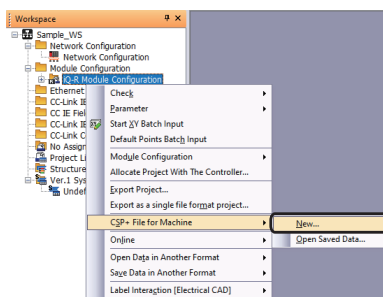 Workspace
Sample_WS
Network Configuration
Network Configuration
Module Configuration
iQ-R Module Configuration
Ethernet
CC-Link IE
CC IE Fiel
CC-Link IE
CC-Link C
No Assign
Project Li
Structure
Ver.1 Sys
Undef
Check
Parameter
Start XY Batch Input
Default Points Batch Input
Module Configuration
Allocate Project With The Controller...
Export Project...
Export as a single file format project...
CSP+ File for Machine
Online
Open Data in Another Format
Save Data in Another Format
Label Interaction [Electrical CAD]
New...
Open Saved Data...